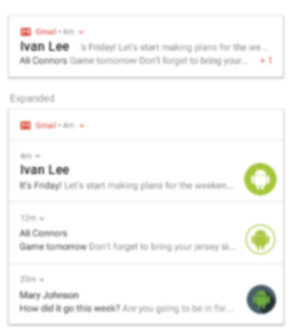 Gmail • 4m
Ivan Lee 's Friday! Let's start making plans for the we...
Ali Connors Game tomorrow Don't forget to bring your... + 1
Expanded
Gmail • 4m
4m
Ivan Lee
It's Friday! Let's start making plans for the weeken...
12m
Ali Connors
Game tomorrow Don't forget to bring your jersey si...
23m
Mary Johnson
How did it go this week? Are you going to be in for...